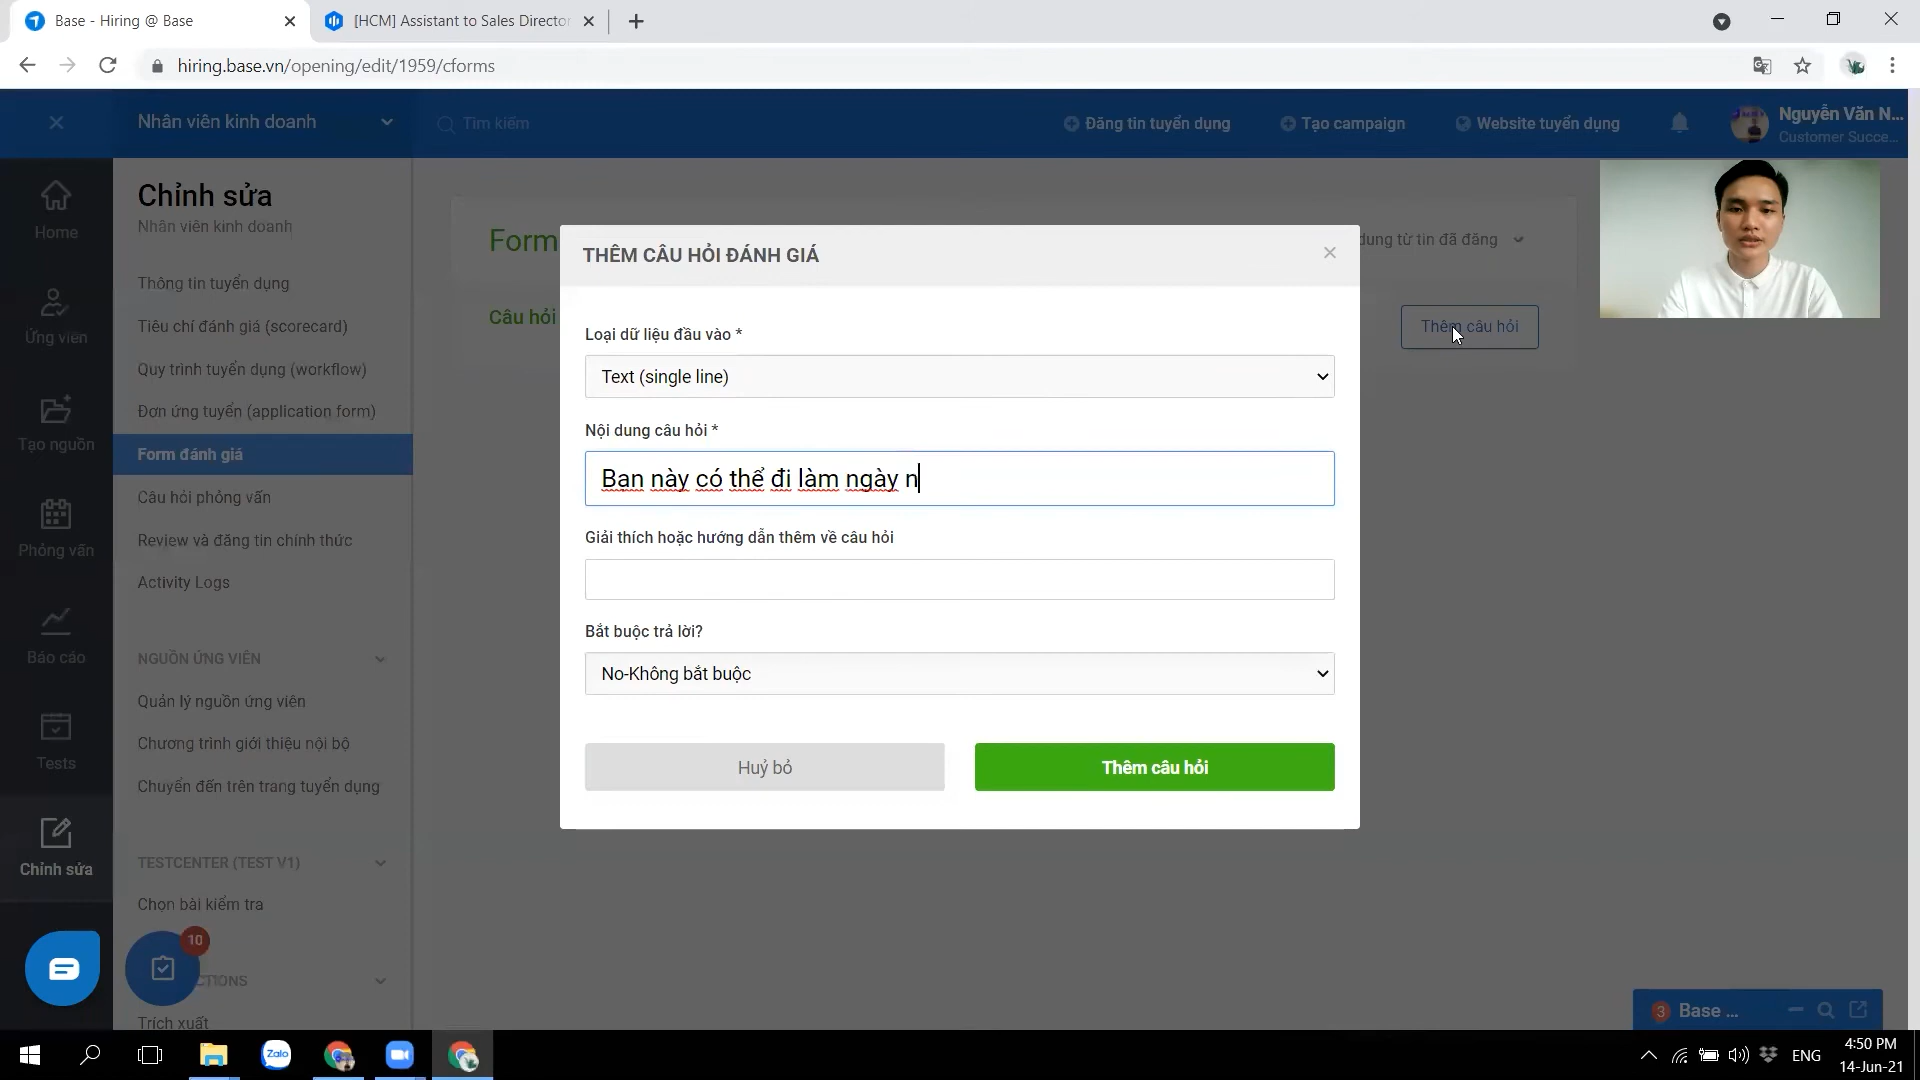 Base - Hiring @ Base
[HCM] Assistant to Sales Director
hiring.base.vn/opening/edit/1959/cforms
Nhân viên kinh doanh
Tìm kiếm
Đăng tin tuyển dụng
Tạo campaign
Website tuyển dụng
Nguyễn Văn N...
Customer Succe...
Home
Ứng viên
Tạo nguồn
Phỏng vấn
Báo cáo
Tests
Chỉnh sửa
Chỉnh sửa
Nhân viên kinh doanh
Thông tin tuyển dụng
Tiêu chí đánh giá (scorecard)
Quy trình tuyển dụng (workflow)
Đơn ứng tuyển (application form)
Form đánh giá
Câu hỏi phỏng vấn
Review và đăng tin chính thức
Activity Logs
NGUỒN ỨNG VIÊN
Quản lý nguồn ứng viên
Chương trình giới thiệu nội bộ
Chuyển đến trên trang tuyển dụng
TESTCENTER (TEST V1)
Chọn bài kiểm tra
10
CTIONS
Trích xuất
Form
dung từ tin đã đăng
Câu hỏi
Thêm câu hỏi
THÊM CÂU HỎI ĐÁNH GIÁ
Loại dữ liệu đầu vào *
Text (single line)
Nội dung câu hỏi *
Bạn này có thể đi làm ngày n
Giải thích hoặc hướng dẫn thêm về câu hỏi
Bắt buộc trả lời?
No-Không bắt buộc
Huỷ bỏ
Thêm câu hỏi
3 Base ...
Zalo
ENG
4:50 PM
14-Jun-21